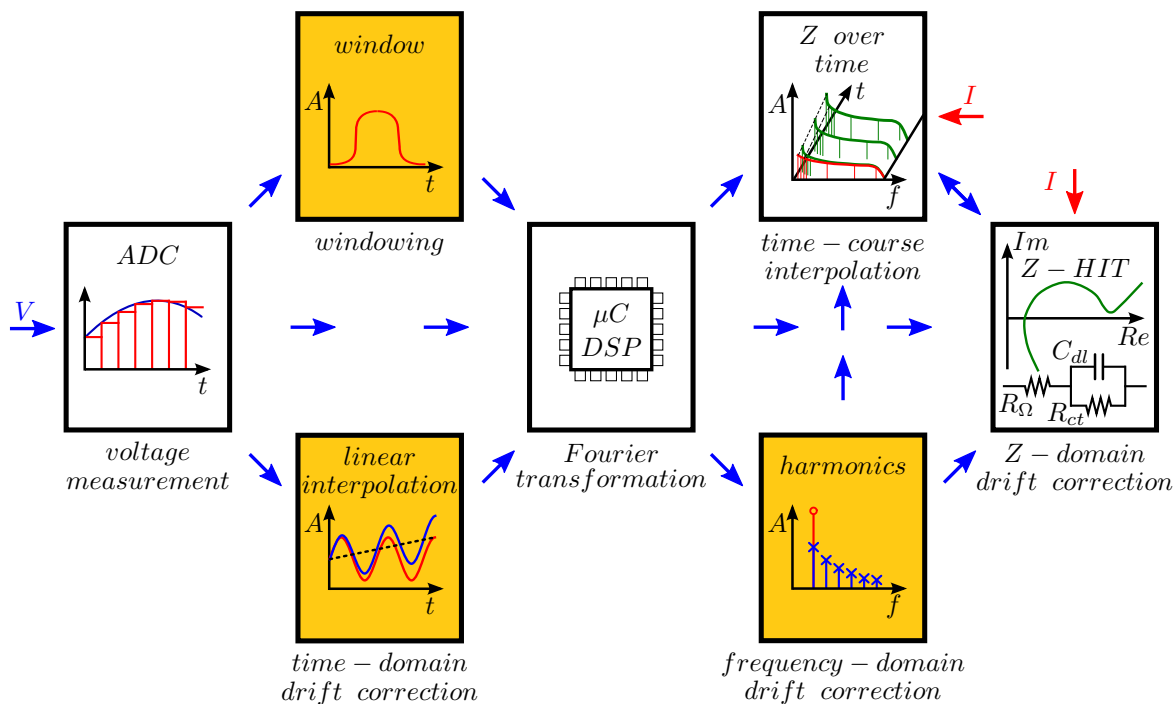 window
A
t
windowing
Z over
time
t
A
f
I
time – course
interpolation
ADC
V
t
voltage
measurement
μC
DSP
Fourier
transformation
I
Im
Z – HIT
Re
C_dl
R_Ω
R_ct
Z – domain
drift correction
linear
interpolation
A
t
time – domain
drift correction
harmonics
A
f
frequency – domain
drift correction